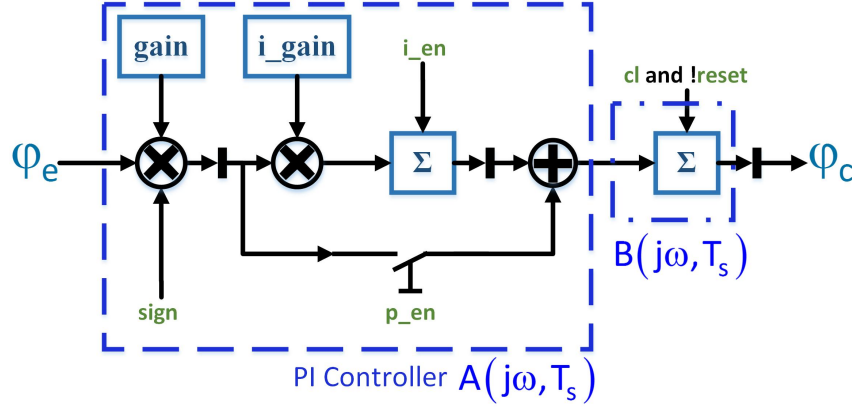 gain
i_gain
i_en
cl and !reset
φe
Σ
Σ
φc
sign
p_en
B(jω,Ts)
PI Controller A(jω,Ts)